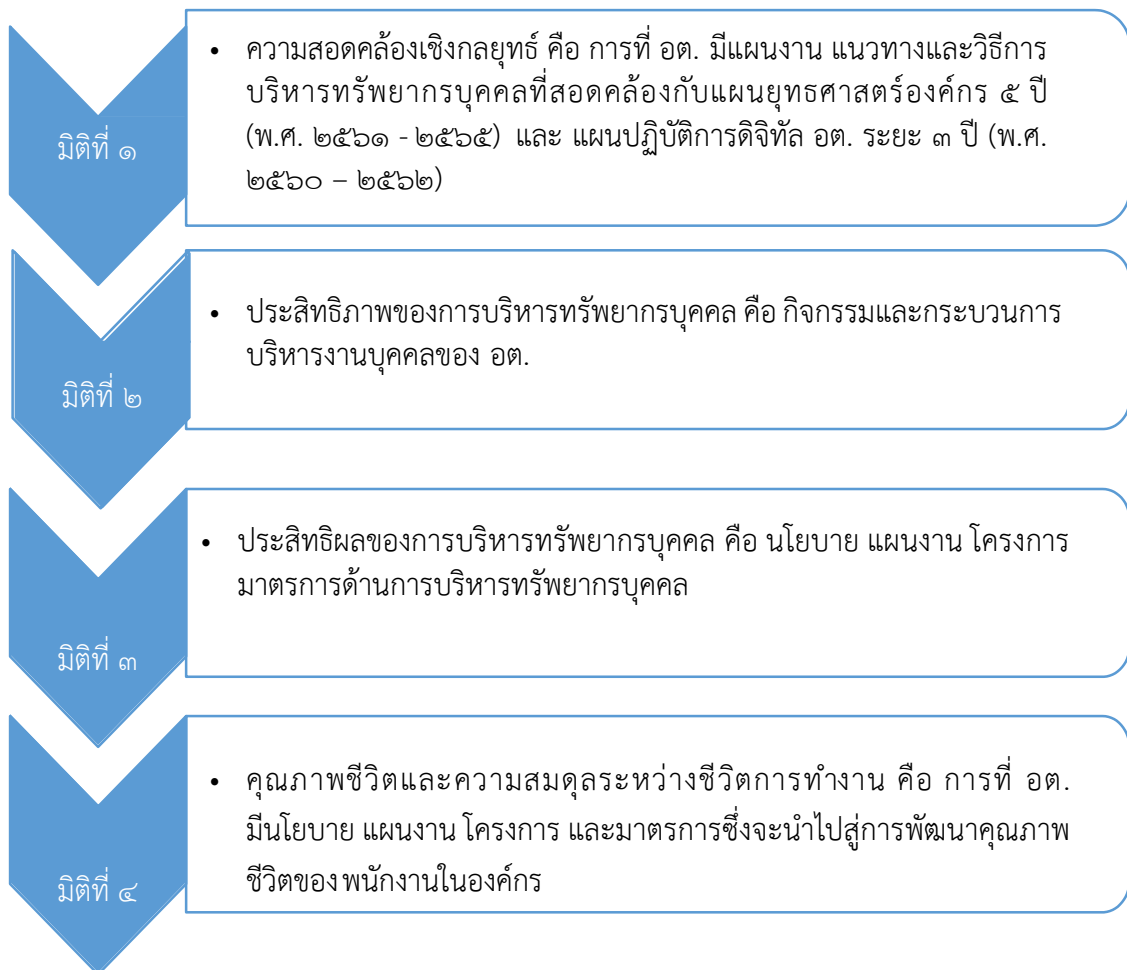 มิติที่ ๑
• ความสอดคล้องเชิงกลยุทธ์ คือ การที่ อต. มีแผนงาน แนวทางและวิธีการ
บริหารทรัพยากรบุคคลที่สอดคล้องกับแผนยุทธศาสตร์องค์กร ๕ ปี
(พ.ศ. ๒๕๖๑ - ๒๕๖๕) และ แผนปฏิบัติการดิจิทัล อต. ระยะ ๓ ปี (พ.ศ.
๒๕๖๐ – ๒๕๖๒)
มิติที่ ๒
• ประสิทธิภาพของการบริหารทรัพยากรบุคคล คือ กิจกรรมและกระบวนการ
บริหารงานบุคคลของ อต.
มิติที่ ๓
• ประสิทธิผลของการบริหารทรัพยากรบุคคล คือ นโยบาย แผนงาน โครงการ
มาตรการด้านการบริหารทรัพยากรบุคคล
มิติที่ ๔
• คุณภาพชีวิตและความสมดุลระหว่างชีวิตการทำงาน คือ การที่ อต.
มีนโยบาย แผนงาน โครงการ และมาตรการซึ่งจะนำไปสู่การพัฒนาคุณภาพ
ชีวิตของพนักงานในองค์กร